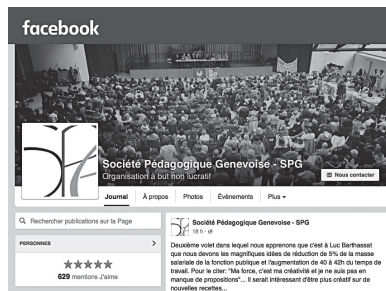 facebook
Société Pédagogique Genevoise - SPG
Organisation à but non lucratif
Nous contacter
Journal À propos Photos Évènements Plus
Rechercher publications sur la Page
PERSONNES
629 mentions J'aime
Société Pédagogique Genevoise - SPG
18 h
Deuxième volet dans lequel nous apprenons que c'est à Luc Barthassat
que nous devons les magnifiques idées de réduction de 5% de la masse
salariale de la fonction publique et l'augmentation de 40 à 42h du temps de
travail. Pour le citer: "Ma force, c'est ma créativité et je ne suis pas en
manque de propositions"... Il serait intéressant d'être plus créatif sur de
nouvelles recettes...